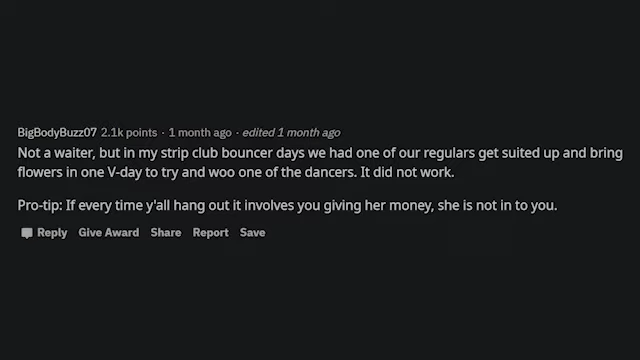 BigBodyBuzz07 2.1k points · 1 month ago · edited 1 month ago
Not a waiter, but in my strip club bouncer days we had one of our regulars get suited up and bring
flowers in one V-day to try and woo one of the dancers. It did not work.
Pro-tip: If every time y'all hang out it involves you giving her money, she is not in to you.
Reply Give Award Share Report Save